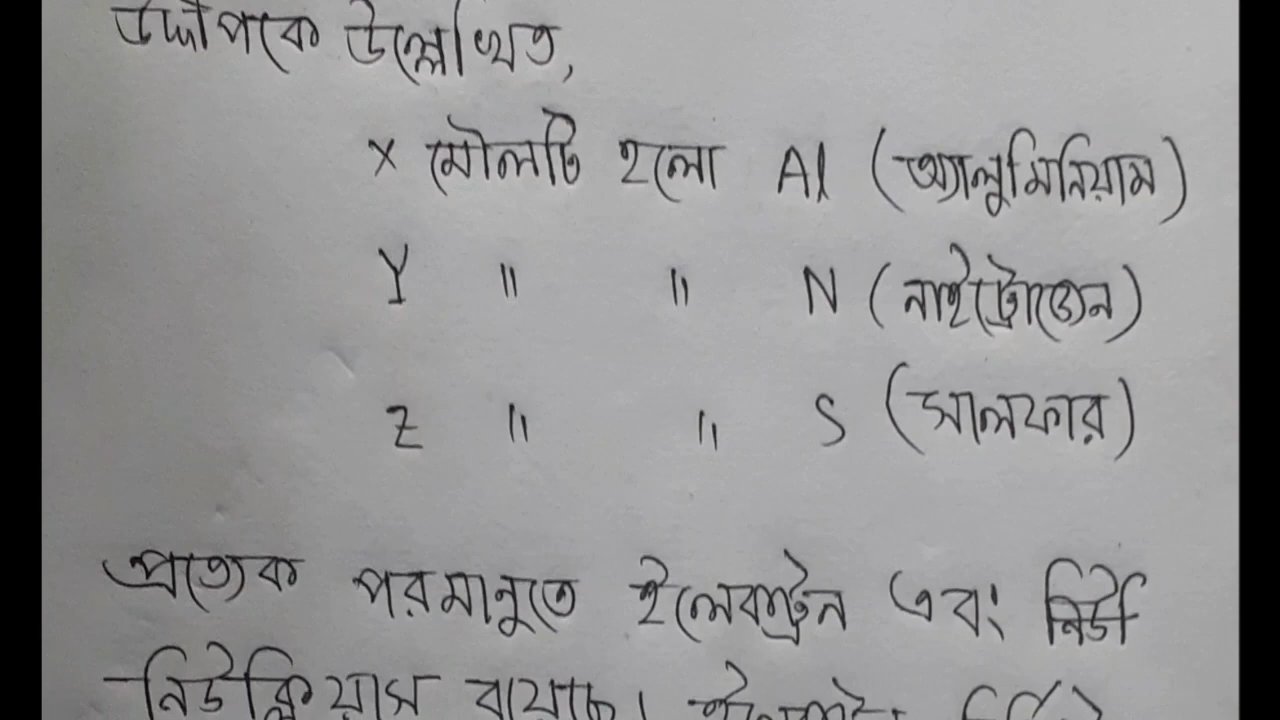 উদ্দীপকে উল্লেখিত,
X মৌলটি হলো Al (অ্যালুমিনিয়াম)
Y " " N (নাইট্রোজেন)
Z " " S (সালফার)
প্রত্যেক পরমানুতে ইলেকট্রন এবং
নিউক্লিয়াস রয়েছে।